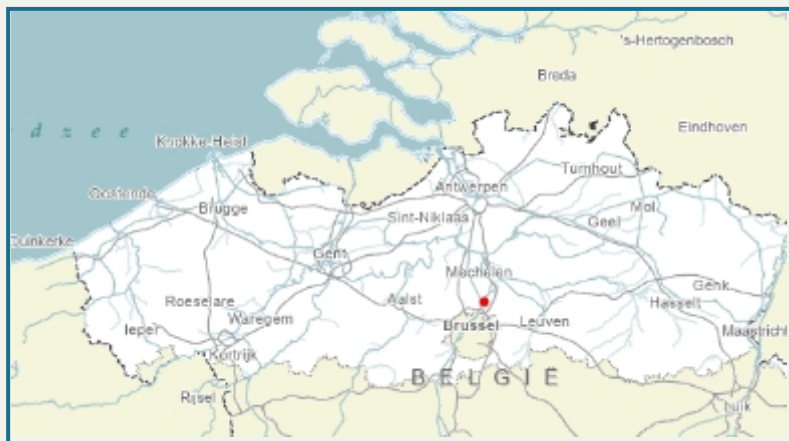 's-Hertogenbosch
Breda
Eindhoven
d z e e
Knokke-Heist
Turnhout
Antwerpen
Oostende
Brugge
Sint-Niklaas
Geel
Mol
Duinkerke
Gent
Mechelen
Genk
Roeselare
Aalst
Hasselt
Ieper
Waregem
Brussel
Leuven
Maastricht
Kortrijk
BELGIË
Rijsel
Luik